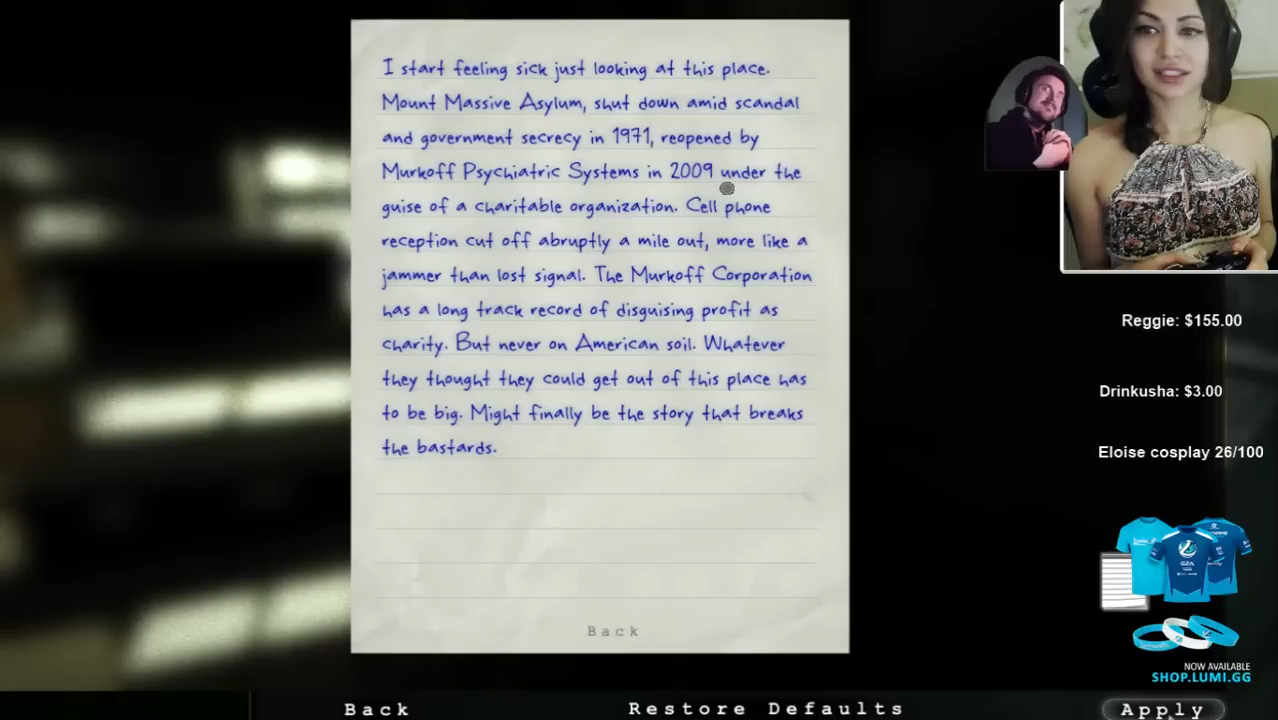 I start feeling sick just looking at this place.
Mount Massive Asylum, shut down amid scandal
and government secrecy in 1971, reopened by
Murkoff Psychiatric Systems in 2009 under the
guise of a charitable organization. Cell phone
reception cut off abruptly a mile out, more like a
jammer than lost signal. The Murkoff Corporation
has a long track record of disguising profit as
charity. But never on American soil. Whatever
they thought they could get out of this place has
to be big. Might finally be the story that breaks
the bastards.
Back
Reggie: $155.00
Drinkusha: $3.00
Eloise cosplay 26/100
NOW AVAILABLE
SHOP.LUMI.GG
Back
Restore Defaults
Apply